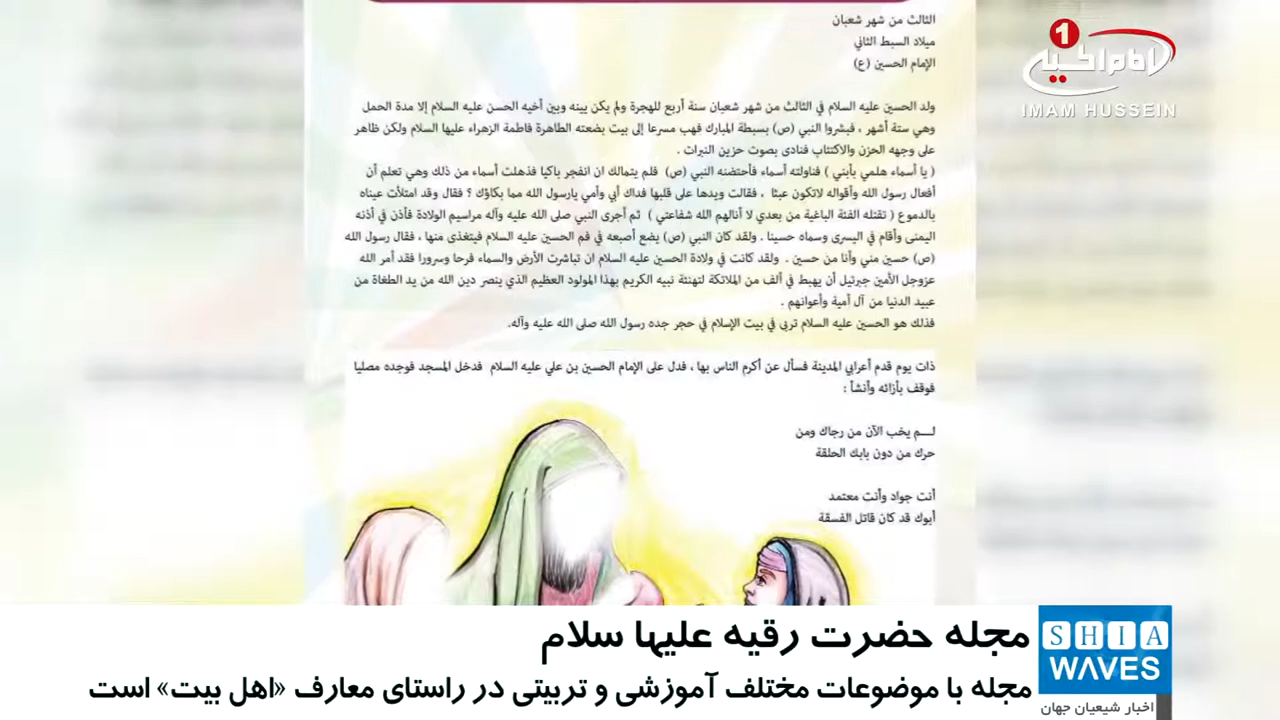 الثالث من شهر شعبان
ميلاد السبط الثاني
الإمام الحسين (ع)
ولد الحسين عليه السلام في الثالث من شهر شعبان سنة أربع للهجرة ولم يكن بينه وبين أخيه الحسن عليه السلام إلا مدة الحمل
وهي ستة أشهر ، فبشروا النبي (ص) بسبطة المبارك فهب مسرعا إلى بيت بضعته الطاهرة فاطمة الزهراء عليها السلام ولكن ظاهر
على وجهه الحزن والاكتئاب فنادى بصوت حزين النبرات .
( يا أسماء هلمي بأبني ) فناولته أسماء فأحتضنه النبي (ص) فلم يتمالك ان انفجر باكيا فذهلت أسماء من ذلك وهي تعلم أن
أفعال رسول الله وأقواله لاتكون عبثا ، فقالت ويدها على قلبها فداك أبي وأمي يارسول الله مما بكاؤك ؟ فقال وقد امتلأت عيناه
بالدموع ( تقتله الفئة الباغية من بعدي لا أنالهم الله شفاعتي ) ثم أجرى النبي صلى الله عليه وآله مراسيم الولادة فأذن في أذنه
اليمنى وأقام في اليسرى وسماه حسينا . ولقد كان النبي (ص) يضع أصبعه في فم الحسين عليه السلام فيتغذى منها ، فقال رسول الله
(ص) حسين مني وأنا من حسين . ولقد كانت في ولادة الحسين عليه السلام ان تباشرت الأرض والسماء فرحا وسرورا فقد أمر الله
عزوجل الأمين جبرئيل أن يهبط في ألف من الملائكة لتهنئة نبيه الكريم بهذا المولود العظيم الذي ينصر دين الله من يد الطغاة من
عبيد الدنيا من آل أمية وأعوانهم .
فذلك هو الحسين عليه السلام تربى في بيت الإسلام في حجر جده رسول الله صلى الله عليه وآله.
ذات يوم قدم أعرابي المدينة فسأل عن أكرم الناس بها ، فدل على الإمام الحسين بن علي عليه السلام فدخل المسجد فوجده مصليا
فوقف بأزائه وأنشأ :
لـــم يخب الآن من رجاك ومن
حرك من دون بابك الحلقة
أنت جواد وأنت معتمد
أبوك قد كان قاتل الفسقة
1
امام حسین
IMAM HUSSEIN
مجله حضرت رقیه علیها سلام
مجله با موضوعات مختلف آموزشی و تربیتی در راستای معارف «اهل بیت» است
SHIA
WAVES
اخبار شیعیان جهان